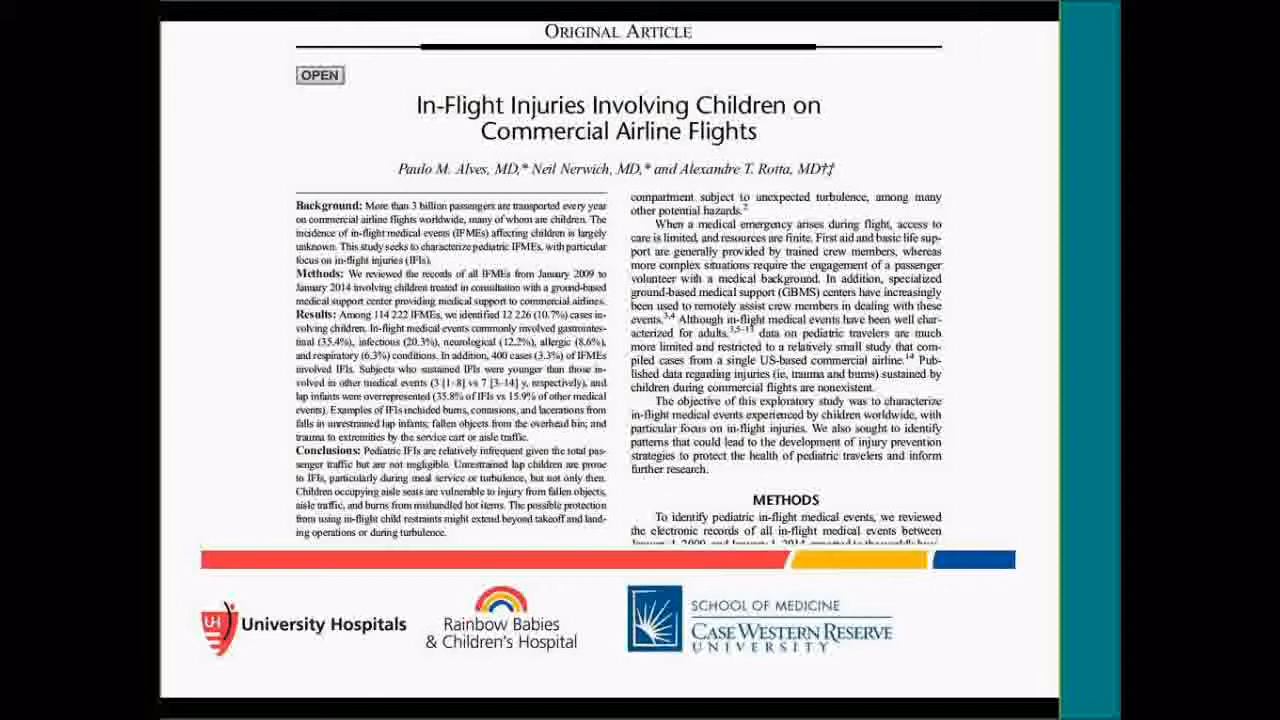 ORIGINAL ARTICLE
OPEN
In-Flight Injuries Involving Children on
Commercial Airline Flights
Paulo M. Alves, MD,* Neil Nerwich, MD,* and Alexandre T. Rotta, MD†‡
Background: More than 3 billion passengers are transported every year
on commercial airline flights worldwide, many of whom are children. The
incidence of in-flight medical events (IFMEs) affecting children is largely
unknown. This study seeks to characterize pediatric IFMEs, with particular
focus on in-flight injuries (IFIs).
Methods: We reviewed the records of all IFMEs from January 2009 to
January 2014 involving children treated in consultation with a ground-based
medical support center providing medical support to commercial airlines.
Results: Among 114 222 IFMEs, we identified 12 226 (10.7%) cases in-
volving children. In-flight medical events commonly involved gastrointes-
tinal (35.4%), infectious (20.3%), neurological (12.2%), allergic (8.6%),
and respiratory (6.3%) conditions. In addition, 400 cases (3.3%) of IFMEs
involved IFIs. Subjects who sustained IFIs were younger than those in-
volved in other medical events (3 [1–8] vs 7 [3–14] y, respectively), and
lap infants were overrepresented (35.8% of IFIs vs 15.9% of other medical
events). Examples of IFIs included burns, contusions, and lacerations from
falls in unrestrained lap infants; fallen objects from the overhead bin; and
trauma to extremities by the service cart or aisle traffic.
Conclusions: Pediatric IFIs are relatively infrequent given the total pas-
senger traffic but are not negligible. Unrestrained lap children are prone
to IFIs, particularly during meal service or turbulence, but not only then.
Children occupying aisle seats are vulnerable to injury from fallen objects,
aisle traffic, and burns from mishandled hot items. The possible protection
from using in-flight child restraints might extend beyond takeoff and land-
ing operations or during turbulence.
compartment subject to unexpected turbulence, among many
other potential hazards.2
When a medical emergency arises during flight, access to
care is limited, and resources are finite. First aid and basic life sup-
port are generally provided by trained crew members, whereas
more complex situations require the engagement of a passenger
volunteer with a medical background. In addition, specialized
ground-based medical support (GBMS) centers have increasingly
been used to remotely assist crew members in dealing with these
events.3,4 Although in-flight medical events have been well char-
acterized for adults,3,5–13 data on pediatric travelers are much
more limited and restricted to a relatively small study that com-
piled cases from a single US-based commercial airline.14 Pub-
lished data regarding injuries (ie, trauma and burns) sustained by
children during commercial flights are nonexistent.
The objective of this exploratory study was to characterize
in-flight medical events experienced by children worldwide, with
particular focus on in-flight injuries. We also sought to identify
patterns that could lead to the development of injury prevention
strategies to protect the health of pediatric travelers and inform
further research.
METHODS
To identify pediatric in-flight medical events, we reviewed
the electronic records of all in-flight medical events between
January 1, 2009, and January 1, 2014, reported to the world's
UH University Hospitals
Rainbow Babies
& Children's Hospital
SCHOOL OF MEDICINE
CASE WESTERN RESERVE
UNIVERSITY